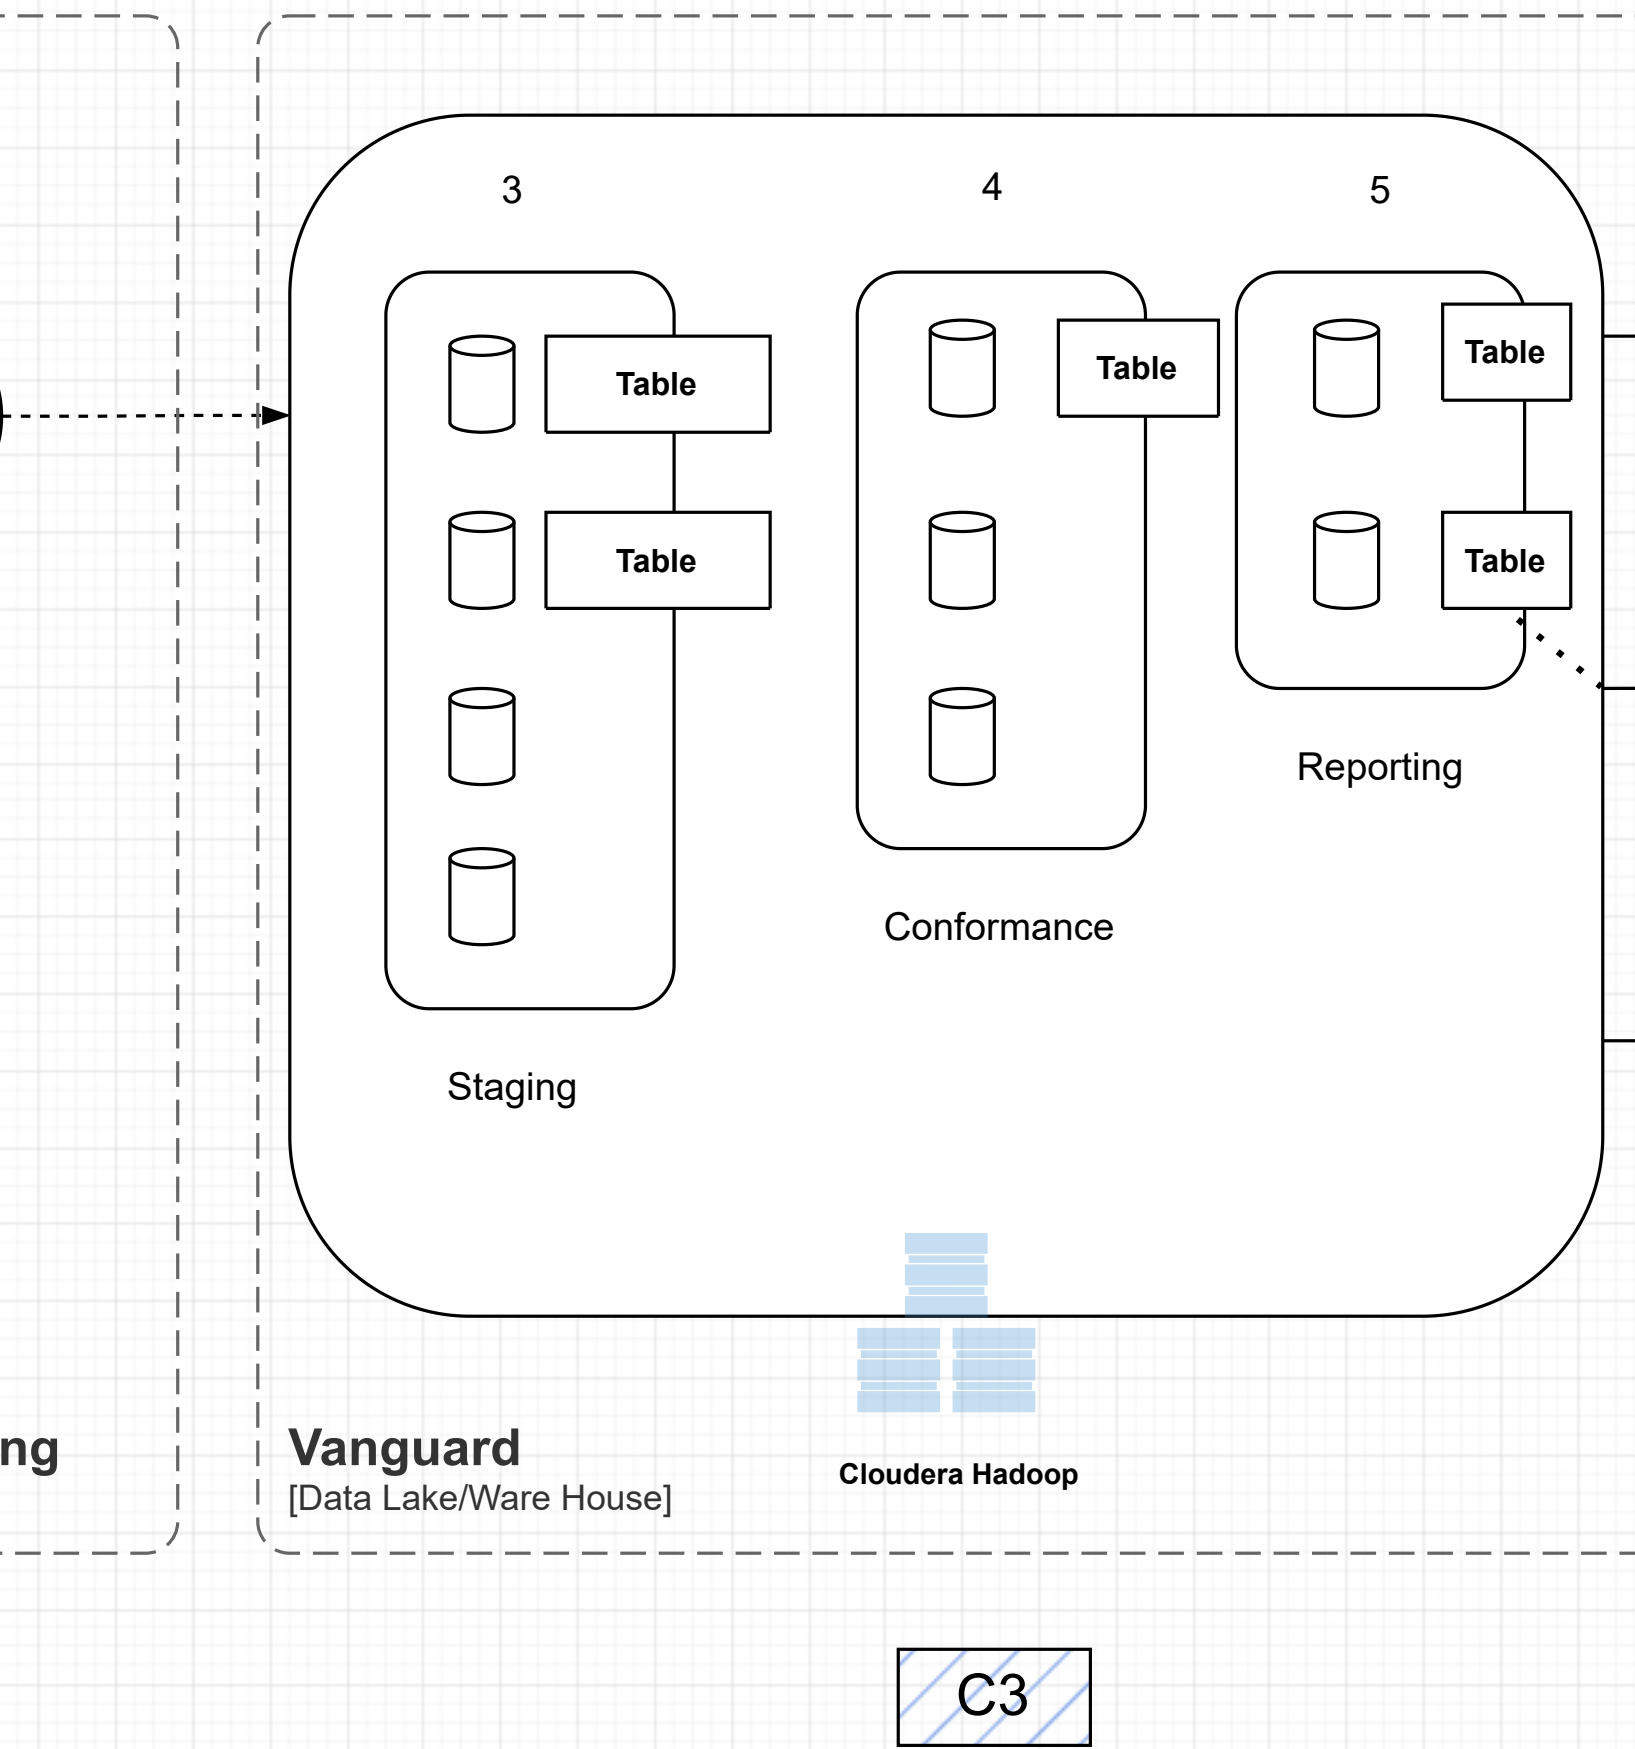 3
4
5
Table
Table
Table
Table
Table
Reporting
Conformance
Staging
ng
Vanguard
[Data Lake/Ware House]
Cloudera Hadoop
C3